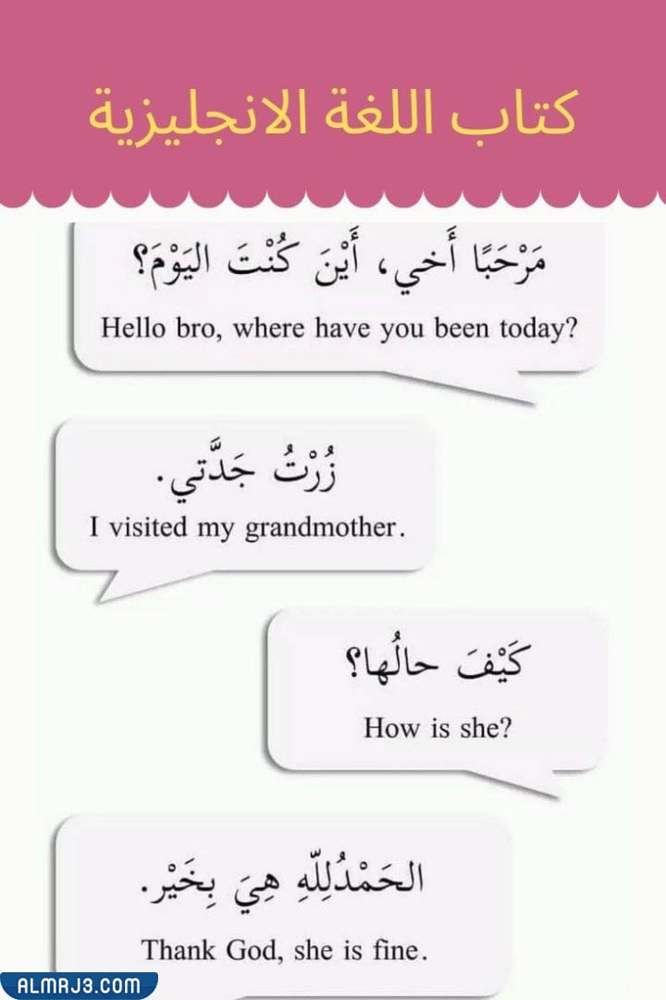 كتاب اللغة الانجليزية
مَرْحَبًا أَخي، أَيْنَ كُنْتَ اليَوْمَ؟
Hello bro, where have you been today?
زُرْتُ جَدَّتي.
I visited my grandmother.
كَيْفَ حالُها؟
How is she?
الحَمْدُلِلّهِ هِيَ بِخَيْر.
Thank God, she is fine.
ALMRJ3.COM